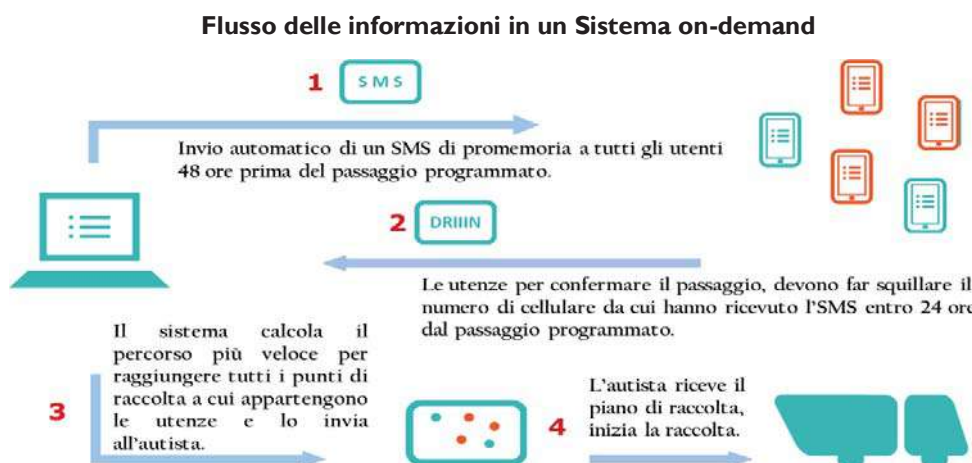 Flusso delle informazioni in un Sistema on-demand
1 SMS
Invio automatico di un SMS di promemoria a tutti gli utenti
48 ore prima del passaggio programmato.
2 DRIIIN
Le utenze per confermare il passaggio, devono far squillare il
numero di cellulare da cui hanno ricevuto l'SMS entro 24 ore
dal passaggio programmato.
3
Il sistema calcola il
percorso più veloce per
raggiungere tutti i punti di
raccolta a cui appartengono
le utenze e lo invia
all'autista.
4
L'autista riceve il
piano di raccolta,
inizia la raccolta.